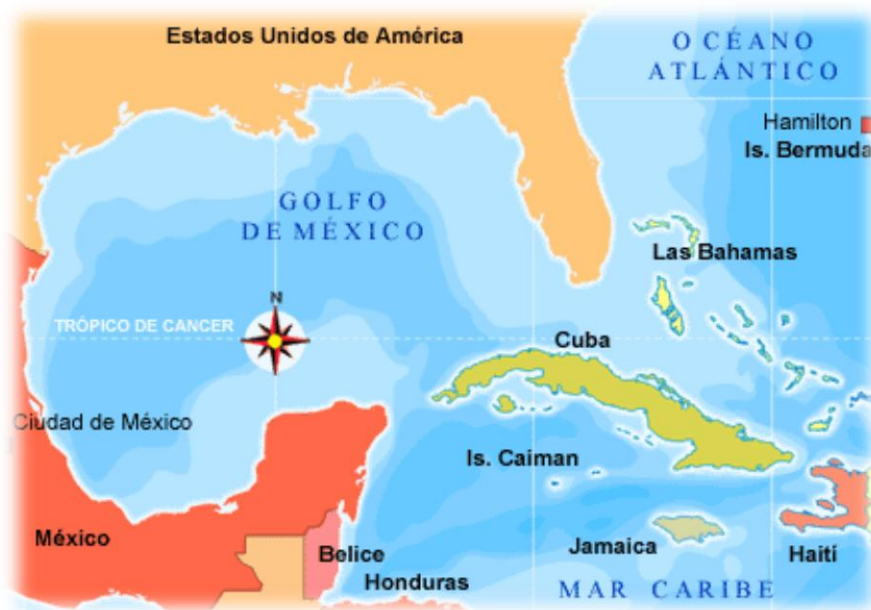 Estados Unidos de América
OCÉANO
ATLÁNTICO
Hamilton
Is. Bermuda
GOLFO
DE MÉXICO
Las Bahamas
N
TRÓPICO DE CANCER
Cuba
Ciudad de México
Is. Caiman
México
Belice
Jamaica
Haití
Honduras
MAR CARIBE